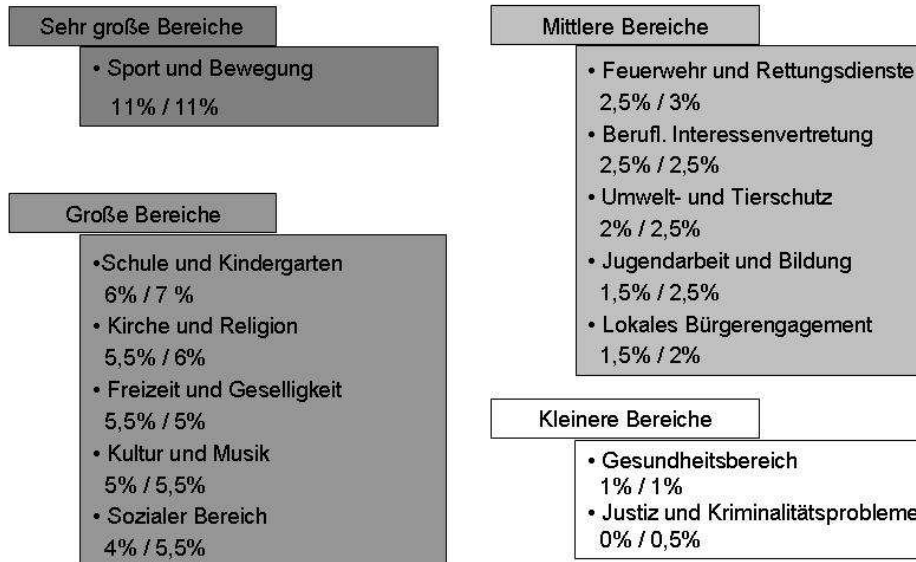 Sehr große Bereiche
• Sport und Bewegung
11% / 11%
Große Bereiche
•Schule und Kindergarten
6% / 7 %
• Kirche und Religion
5,5% / 6%
• Freizeit und Geselligkeit
5,5% / 5%
• Kultur und Musik
5% / 5,5%
• Sozialer Bereich
4% / 5,5%
Mittlere Bereiche
• Feuerwehr und Rettungsdienste
2,5% / 3%
• Berufl. Interessenvertretung
2,5% / 2,5%
• Umwelt- und Tierschutz
2% / 2,5%
• Jugendarbeit und Bildung
1,5% / 2,5%
• Lokales Bürgerengagement
1,5% / 2%
Kleinere Bereiche
• Gesundheitsbereich
1% / 1%
• Justiz und Kriminalitätsprobleme
0% / 0,5%